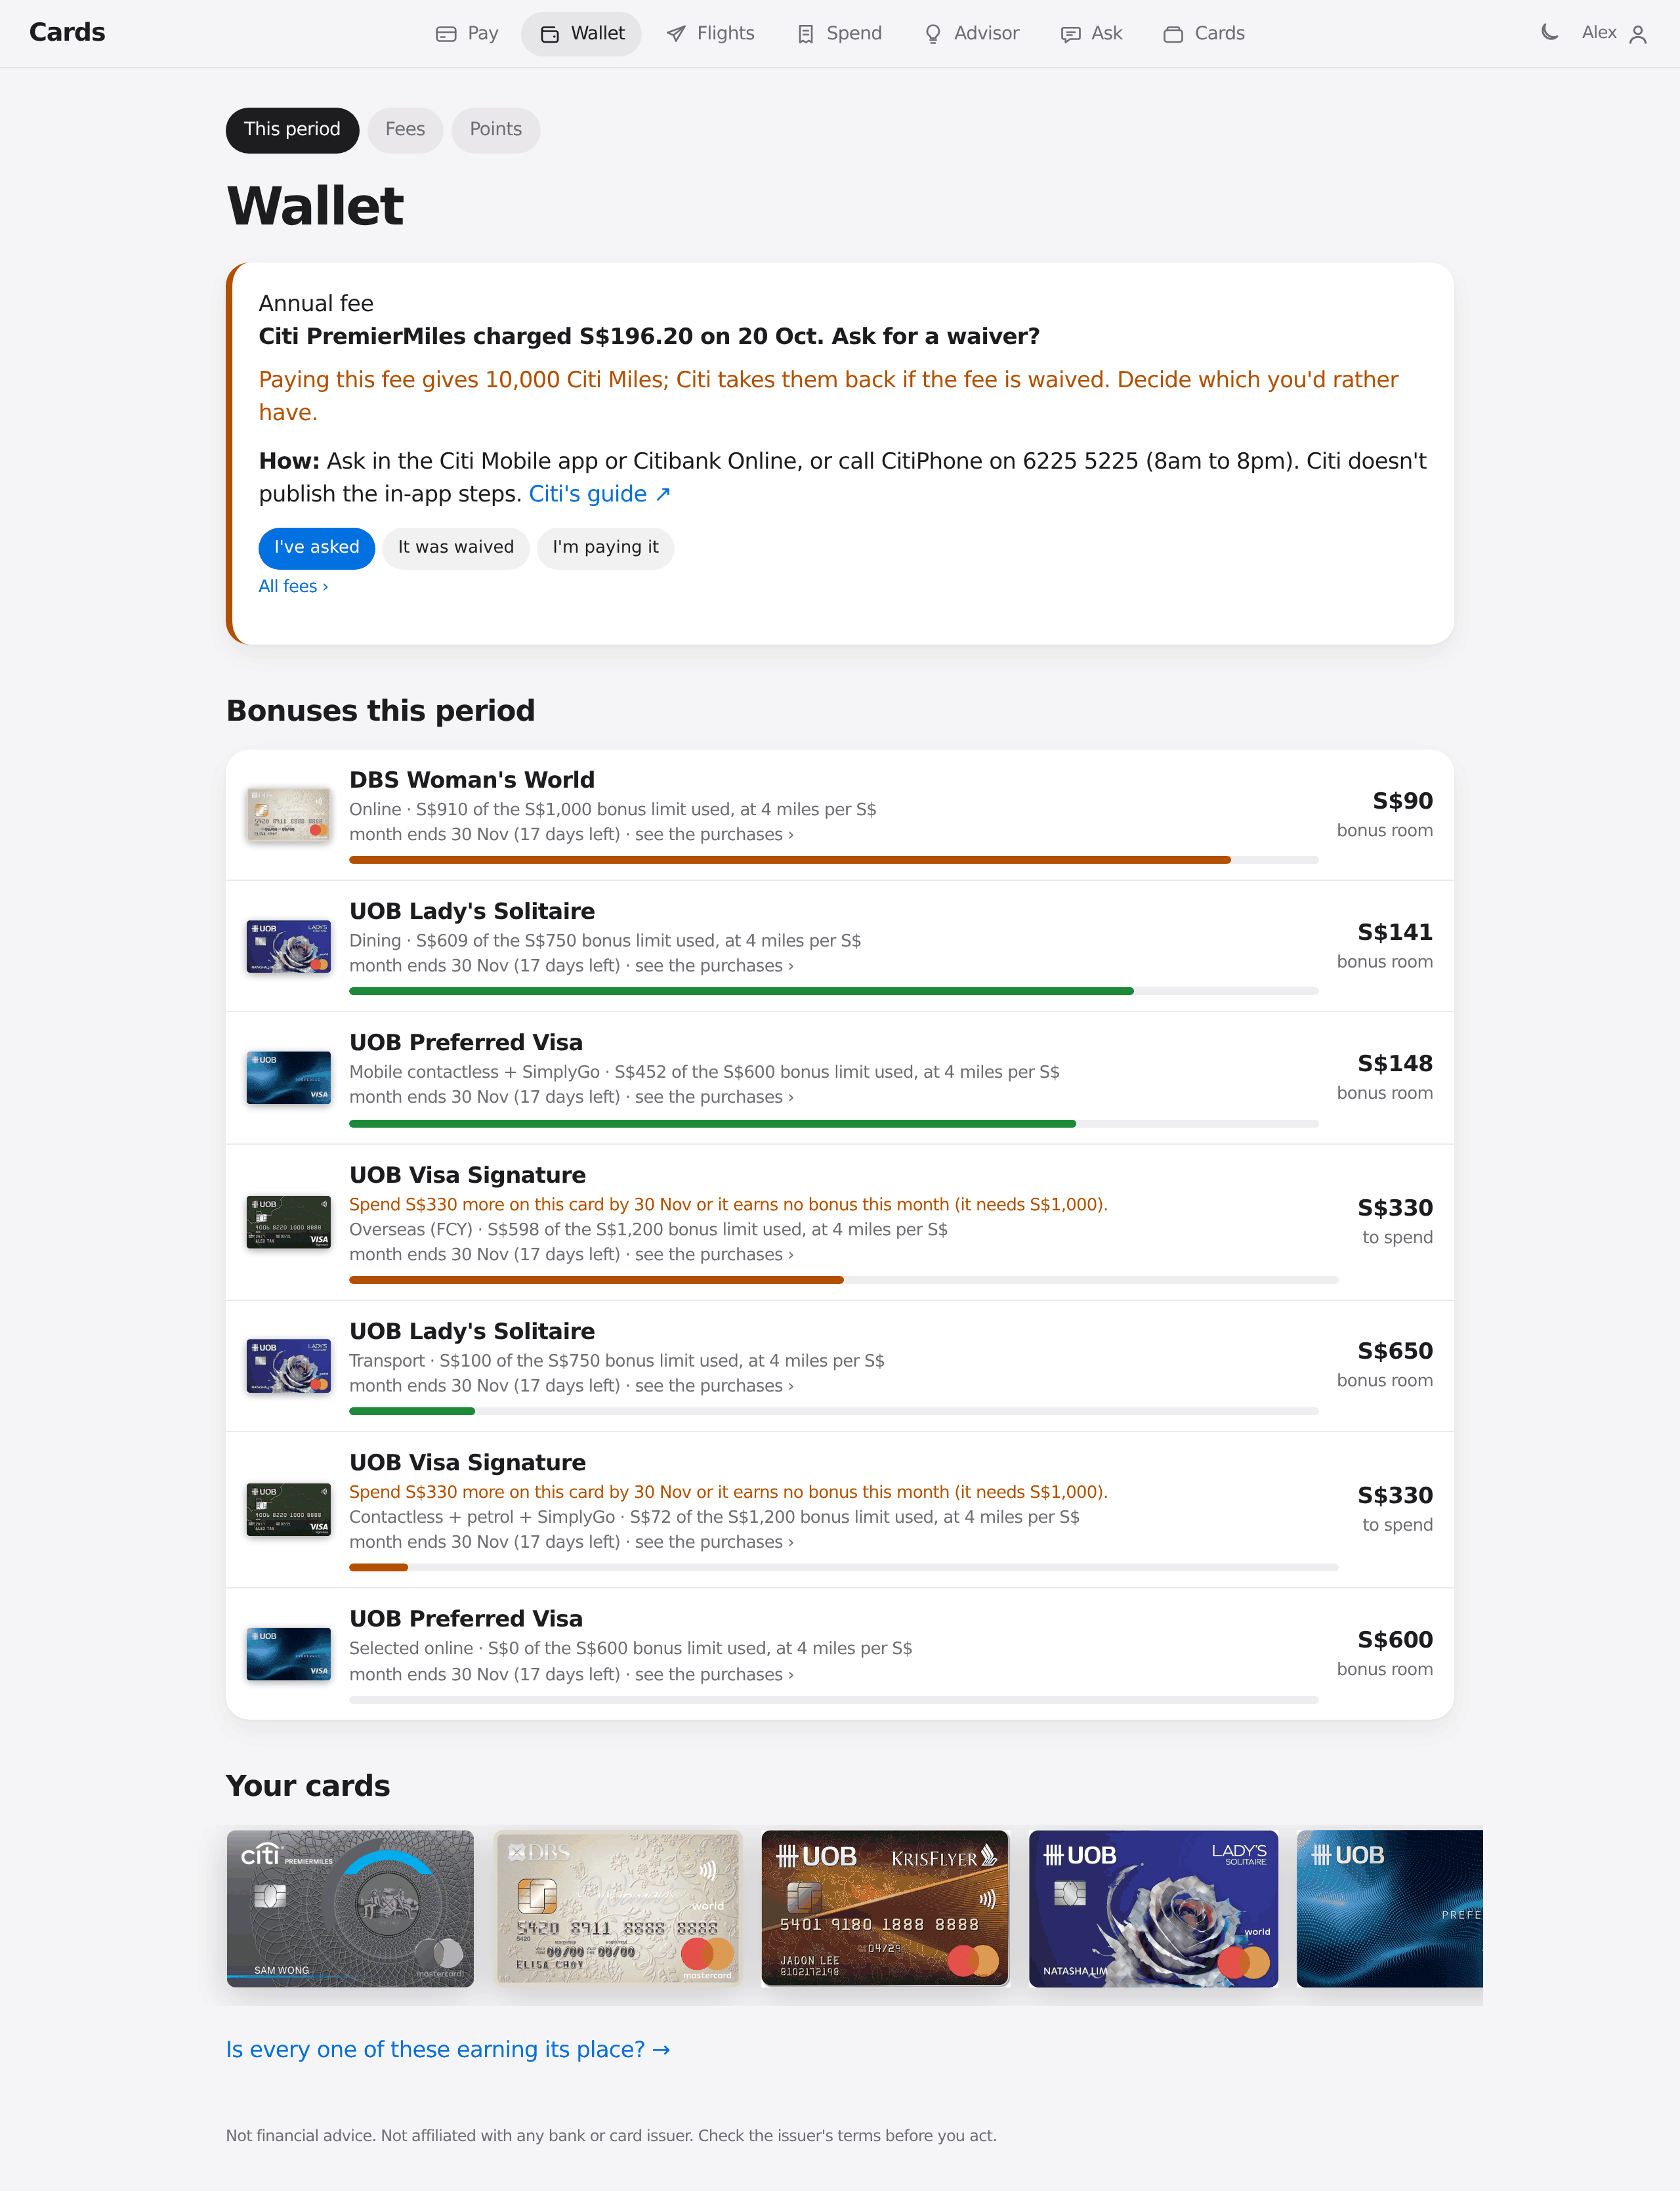 Cards
Pay
Wallet
Flights
Spend
Advisor
Ask
Cards
Alex
This period
Fees
Points
Wallet
Annual fee
Citi PremierMiles charged S$196.20 on 20 Oct. Ask for a waiver?
Paying this fee gives 10,000 Citi Miles; Citi takes them back if the fee is waived. Decide which you'd rather
have.
How: Ask in the Citi Mobile app or Citibank Online, or call CitiPhone on 6225 5225 (8am to 8pm). Citi doesn't
publish the in-app steps. Citi's guide ↗
I've asked
It was waived
I'm paying it
All fees ›
Bonuses this period
DBS Woman's World
Online · S$910 of the S$1,000 bonus limit used, at 4 miles per S$
month ends 30 Nov (17 days left) · see the purchases ›
S$90
bonus room
UOB Lady's Solitaire
Dining · S$609 of the S$750 bonus limit used, at 4 miles per S$
month ends 30 Nov (17 days left) · see the purchases ›
S$141
bonus room
UOB Preferred Visa
Mobile contactless + SimplyGo · S$452 of the S$600 bonus limit used, at 4 miles per S$
month ends 30 Nov (17 days left) · see the purchases ›
S$148
bonus room
UOB Visa Signature
Spend S$330 more on this card by 30 Nov or it earns no bonus this month (it needs S$1,000).
Overseas (FCY) · S$598 of the S$1,200 bonus limit used, at 4 miles per S$
month ends 30 Nov (17 days left) · see the purchases ›
S$330
to spend
UOB Lady's Solitaire
Transport · S$100 of the S$750 bonus limit used, at 4 miles per S$
month ends 30 Nov (17 days left) · see the purchases ›
S$650
bonus room
UOB Visa Signature
Spend S$330 more on this card by 30 Nov or it earns no bonus this month (it needs S$1,000).
Contactless + petrol + SimplyGo · S$72 of the S$1,200 bonus limit used, at 4 miles per S$
month ends 30 Nov (17 days left) · see the purchases ›
S$330
to spend
UOB Preferred Visa
Selected online · S$0 of the S$600 bonus limit used, at 4 miles per S$
month ends 30 Nov (17 days left) · see the purchases ›
S$600
bonus room
Your cards
citi PREMIERMILES
SAM WONG
mastercard
DBS
world
5420 8911 8888 8888
5420
00/00 00/00
ELISA CHOY
mastercard
UOB KRISFLYER
5401 9180 1888 8888
04/29
JADON LEE
8102172198
UOB LADY'S
SOLITAIRE
world
NATASHA LIM
UOB
PREFE
Is every one of these earning its place? →
Not financial advice. Not affiliated with any bank or card issuer. Check the issuer's terms before you act.